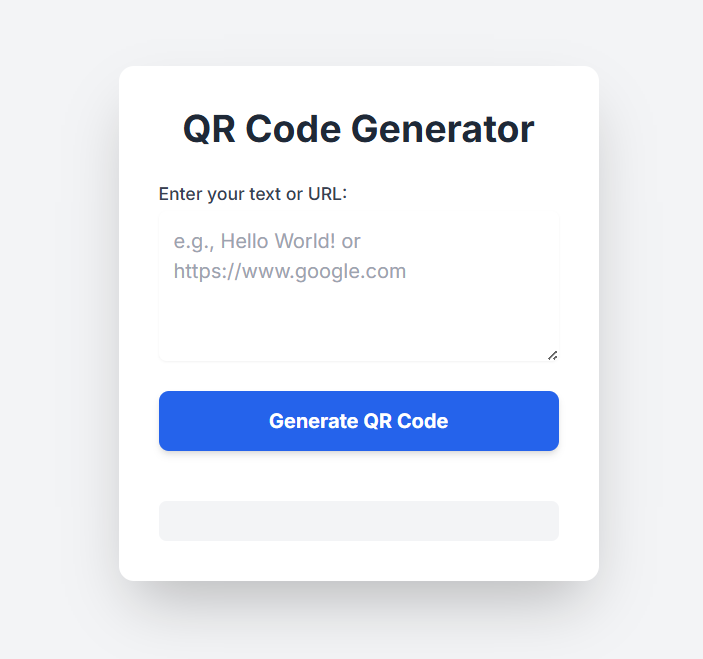 QR Code Generator
Enter your text or URL:
e.g., Hello World! or
https://www.google.com
Generate QR Code